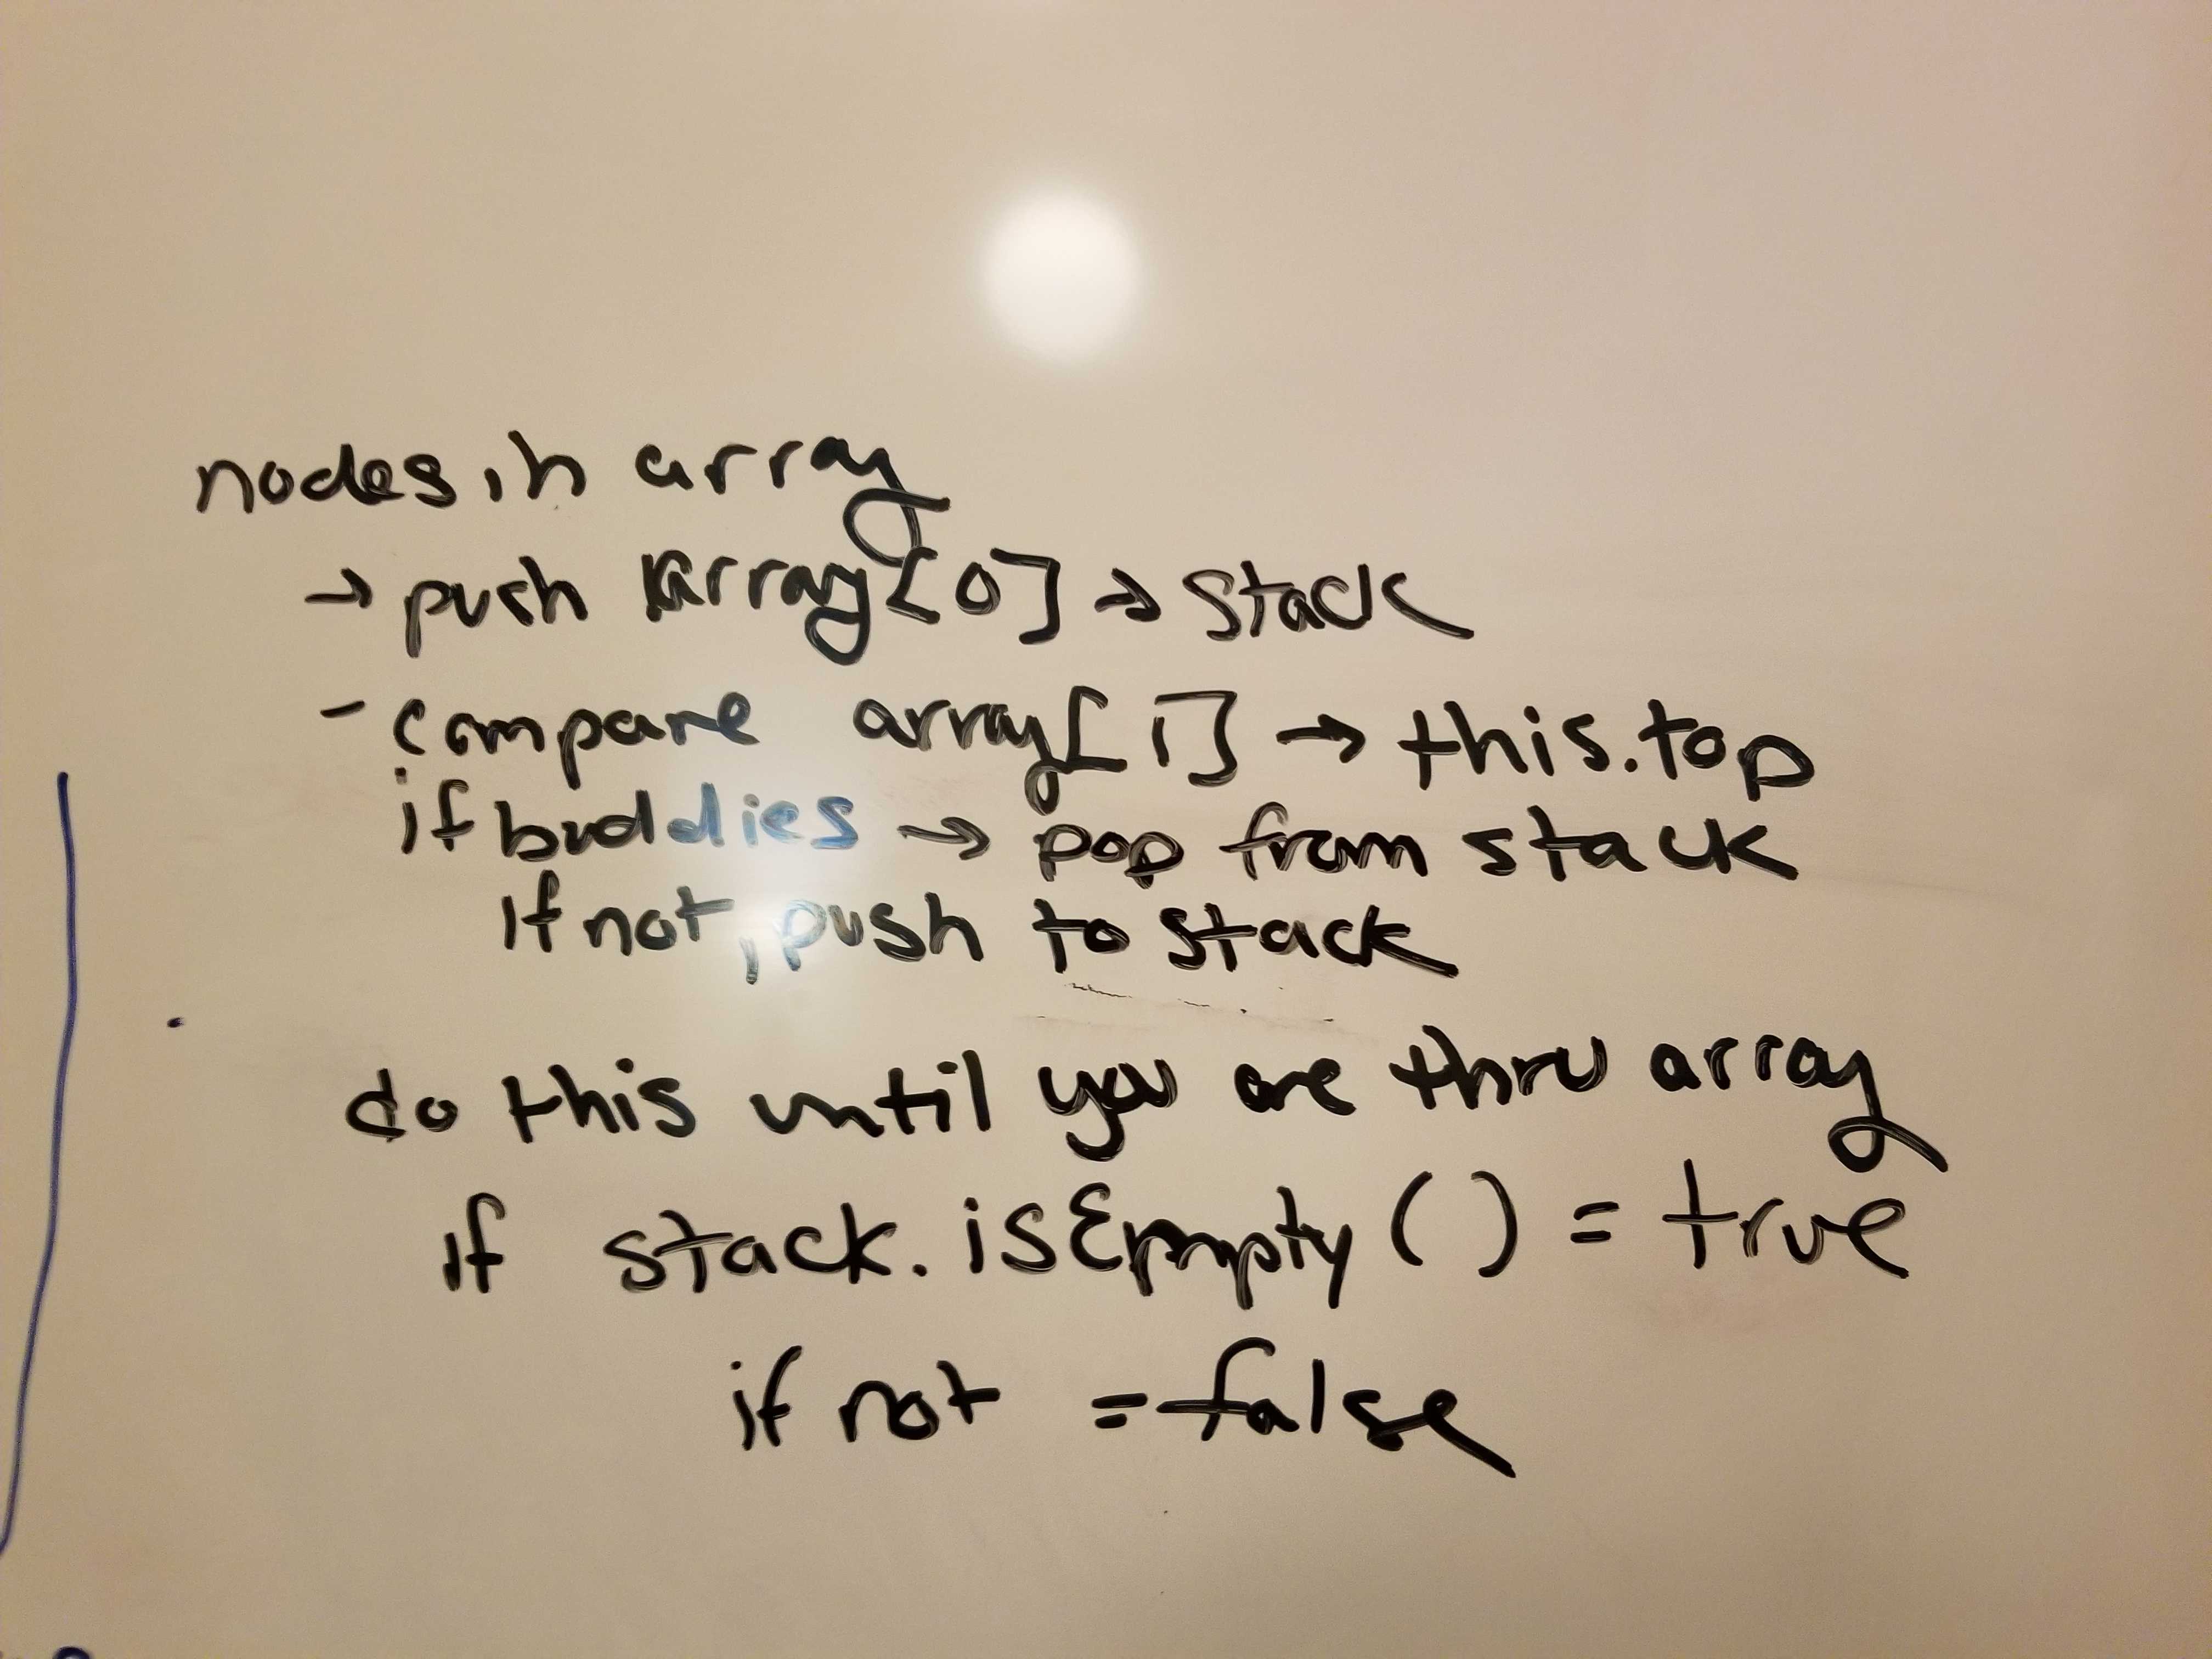 nodes in array
→ push array[0] → stack
- compare array[1] → this.top
if buddies → pop from stack
if not, push to stack
do this until you are thru array
if stack.isEmpty() = true
if not = false